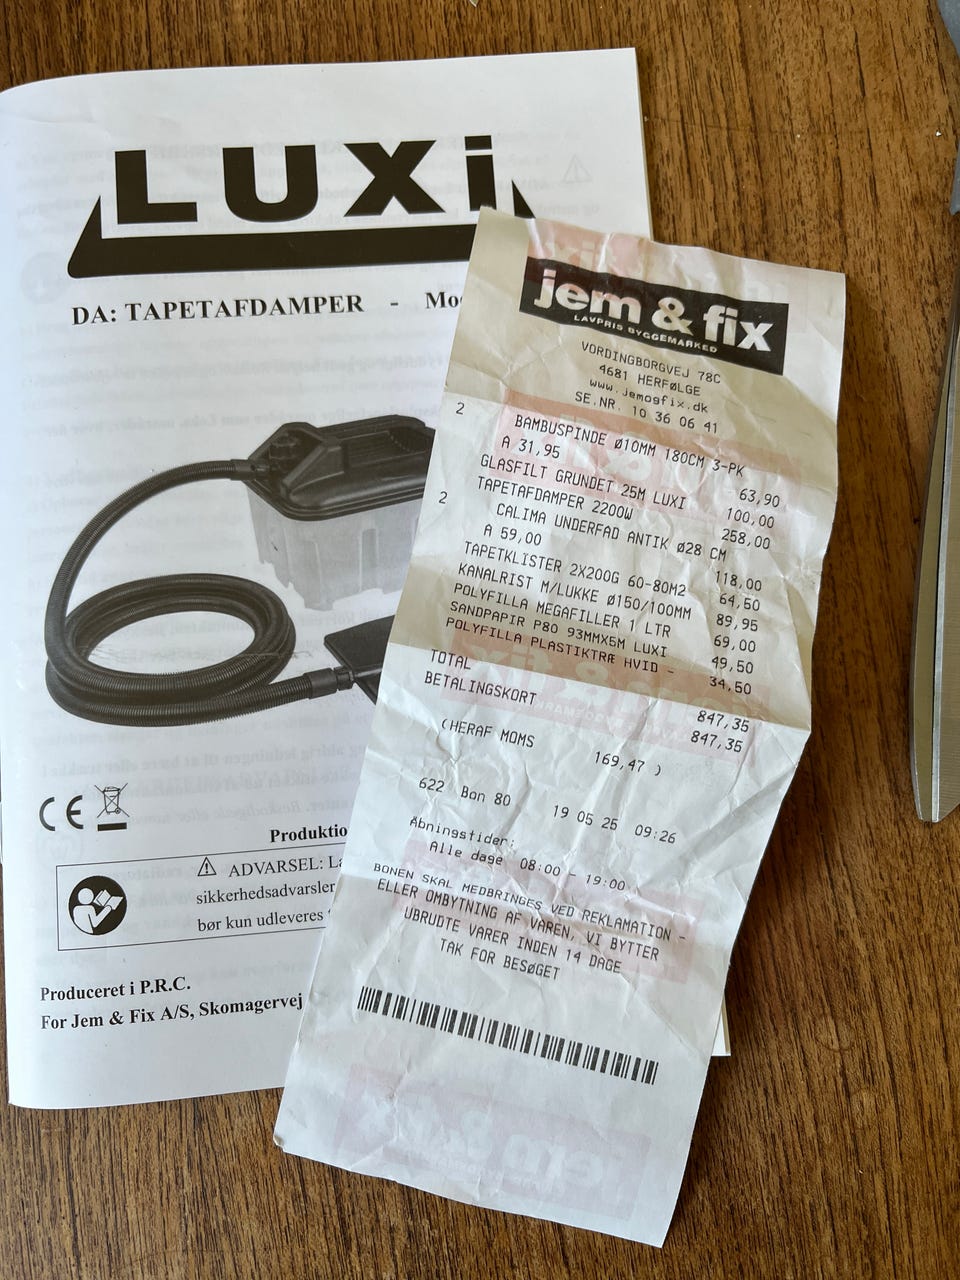 LUXi
DA: TAPETAFDAMPER - Mo
CE
Produktio
ADVARSEL: L
sikkerhedsadvarsler
bør kun udleveres
Produceret i P.R.C.
For Jem & Fix A/S, Skomagervej
jem & fix
LAVPRIS BYGGEMARKED
VORDINGBORGVEJ 78C
4681 HERFØLGE
www.jemogfix.dk
SE.NR. 10 36 06 41
2 BAMBUSPINDE Ø10MM 180CM 3-PK
A 31,95 63,90
GLASFILT GRUNDET 25M LUXI 100,00
TAPETAFDAMPER 2200W 258,00
2 CALIMA UNDERFAD ANTIK Ø28 CM
A 59,00 118,00
TAPETKLISTER 2X200G 60-80M2 64,50
KANALRIST M/LUKKE Ø150/100MM 89,95
POLYFILLA MEGAFILLER 1 LTR 69,00
SANDPAPIR P80 93MMX5M LUXI 49,50
POLYFILLA PLASTIKTRÆ HVID - 34,50
TOTAL 847,35
BETALINGSKORT 847,35
(HERAF MOMS 169,47 )
622 Bon 80 19 05 25 09:26
Åbningstider:
Alle dage 08:00 - 19:00
BONEN SKAL MEDBRINGES VED REKLAMATION -
ELLER OMBYTNING AF VAREN. VI BYTTER
UBRUDTE VARER INDEN 14 DAGE
TAK FOR BESØGET